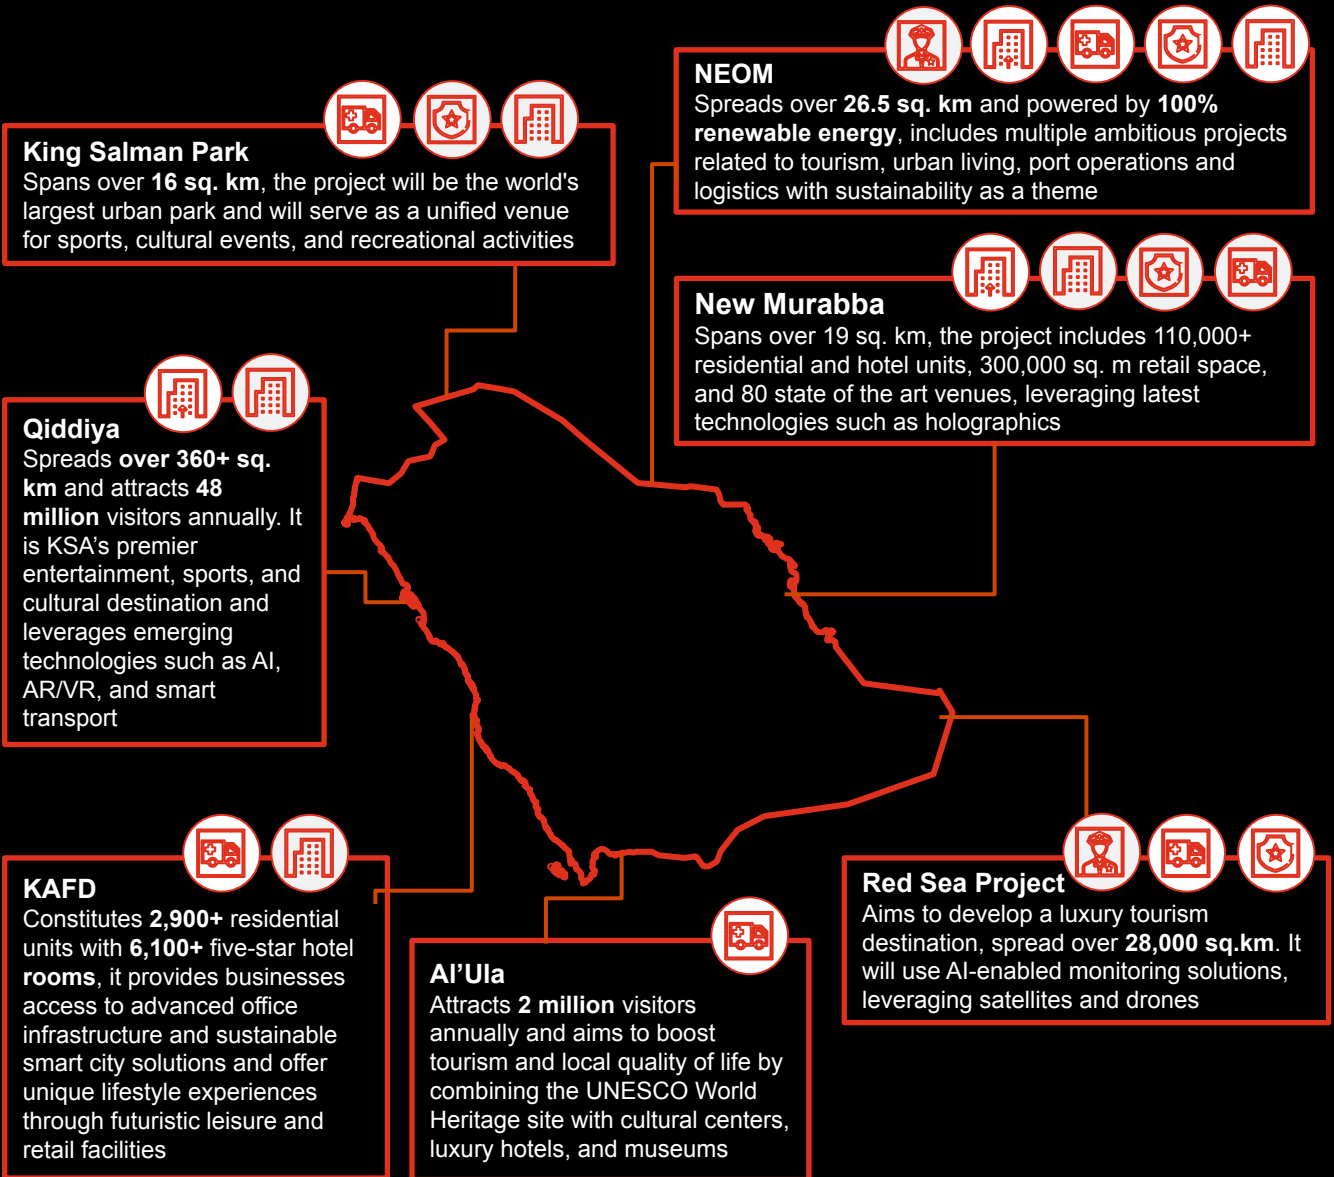 King Salman Park
Spans over 16 sq. km, the project will be the world's
largest urban park and will serve as a unified venue
for sports, cultural events, and recreational activities
NEOM
Spreads over 26.5 sq. km and powered by 100%
renewable energy, includes multiple ambitious projects
related to tourism, urban living, port operations and
logistics with sustainability as a theme
New Murabba
Spans over 19 sq. km, the project includes 110,000+
residential and hotel units, 300,000 sq. m retail space,
and 80 state of the art venues, leveraging latest
technologies such as holographics
Qiddiya
Spreads over 360+ sq.
km and attracts 48
million visitors annually. It
is KSA’s premier
entertainment, sports, and
cultural destination and
leverages emerging
technologies such as AI,
AR/VR, and smart
transport
KAFD
Constitutes 2,900+ residential
units with 6,100+ five-star hotel
rooms, it provides businesses
access to advanced office
infrastructure and sustainable
smart city solutions and offer
unique lifestyle experiences
through futuristic leisure and
retail facilities
Al’Ula
Attracts 2 million visitors
annually and aims to boost
tourism and local quality of life by
combining the UNESCO World
Heritage site with cultural centers,
luxury hotels, and museums
Red Sea Project
Aims to develop a luxury tourism
destination, spread over 28,000 sq.km. It
will use AI-enabled monitoring solutions,
leveraging satellites and drones